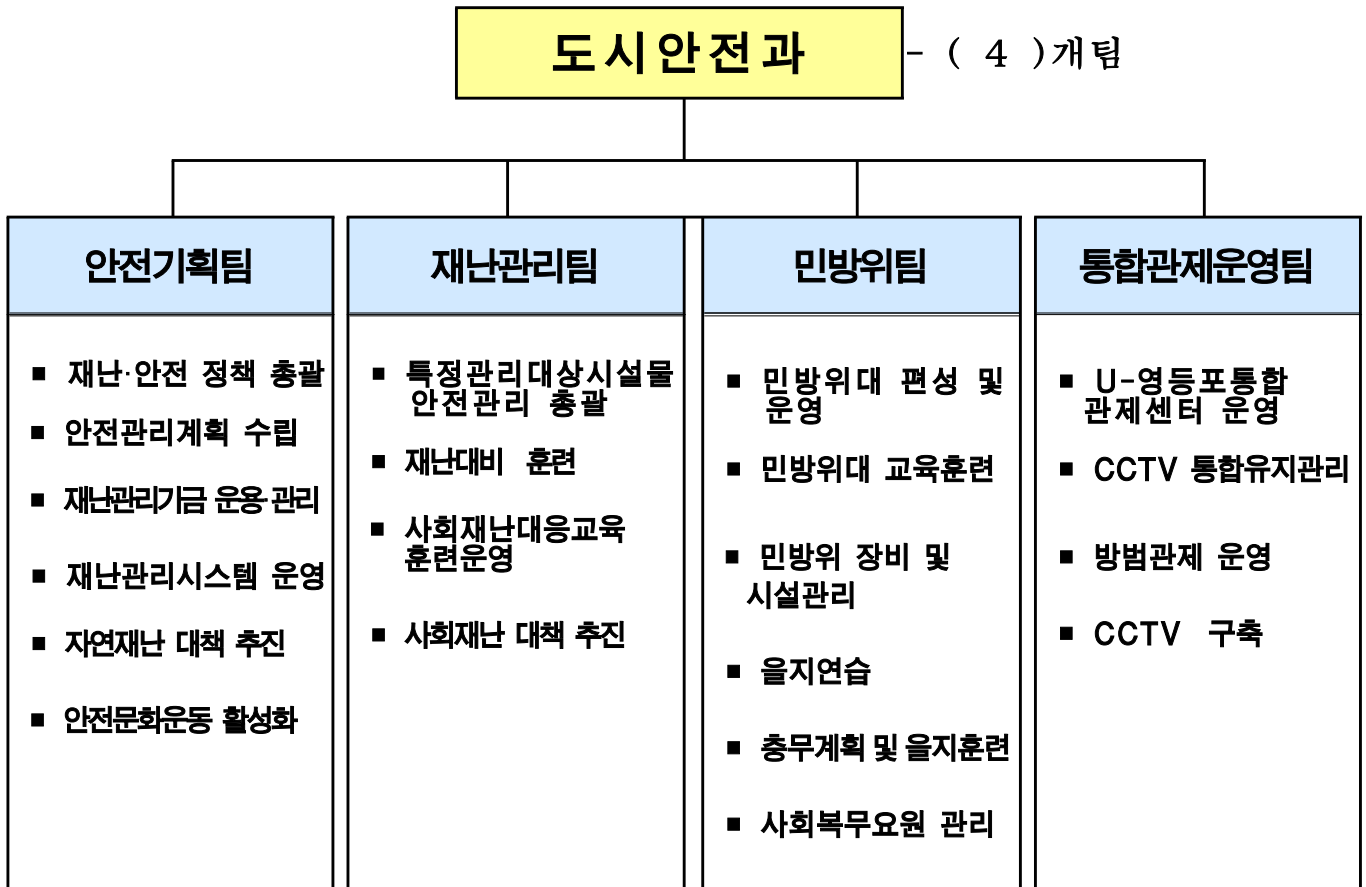 도시안전과 - ( 4 )개팀
안전기획팀
■ 재난·안전 정책 총괄
■ 안전관리계획 수립
■ 재난관리기금 운용 관리
■ 재난관리시스템 운영
■ 자연재난 대책 추진
■ 안전문화운동 활성화
재난관리팀
■ 특정관리대상시설물
안전관리 총괄
■ 재난대비 훈련
■ 사회재난대응교육
훈련운영
■ 사회재난 대책 추진
민방위팀
■ 민방위대 편성 및
운영
■ 민방위대 교육훈련
■ 민방위 장비 및
시설관리
■ 을지연습
■ 충무계획 및 을지훈련
■ 사회복무요원 관리
통합관제운영팀
■ U-영등포통합
관제센터 운영
■ CCTV 통합유지관리
■ 방범관제 운영
■ CCTV 구축